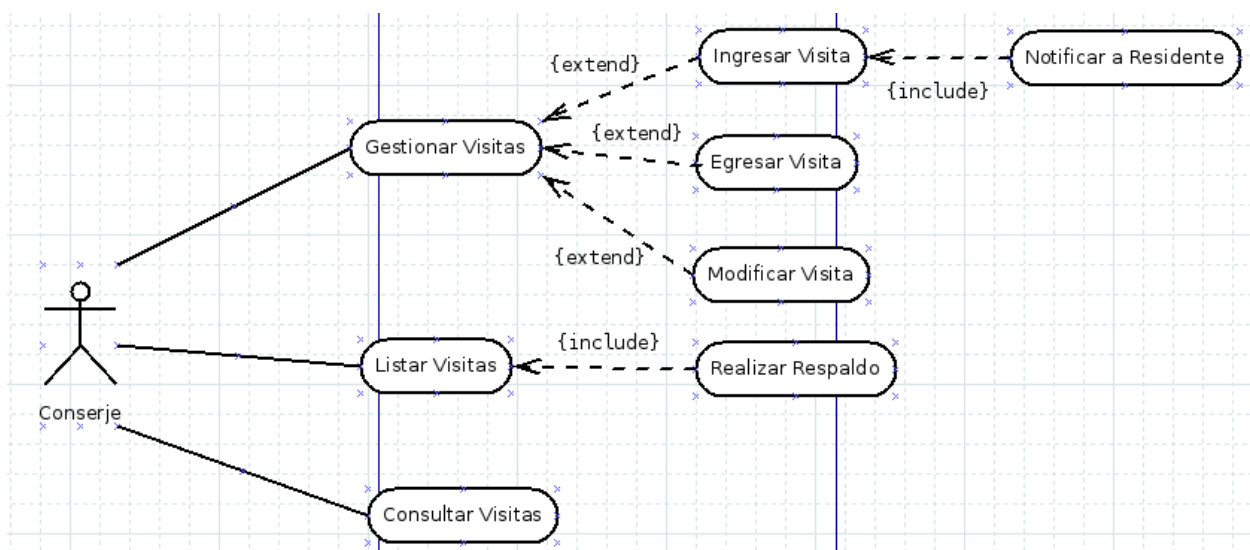 Ingresar Visita
Notificar a Residente
{extend}
{include}
{extend}
Gestionar Visitas
Egresar Visita
{extend}
Modificar Visita
{include}
Listar Visitas
Realizar Respaldo
Conserje
Consultar Visitas